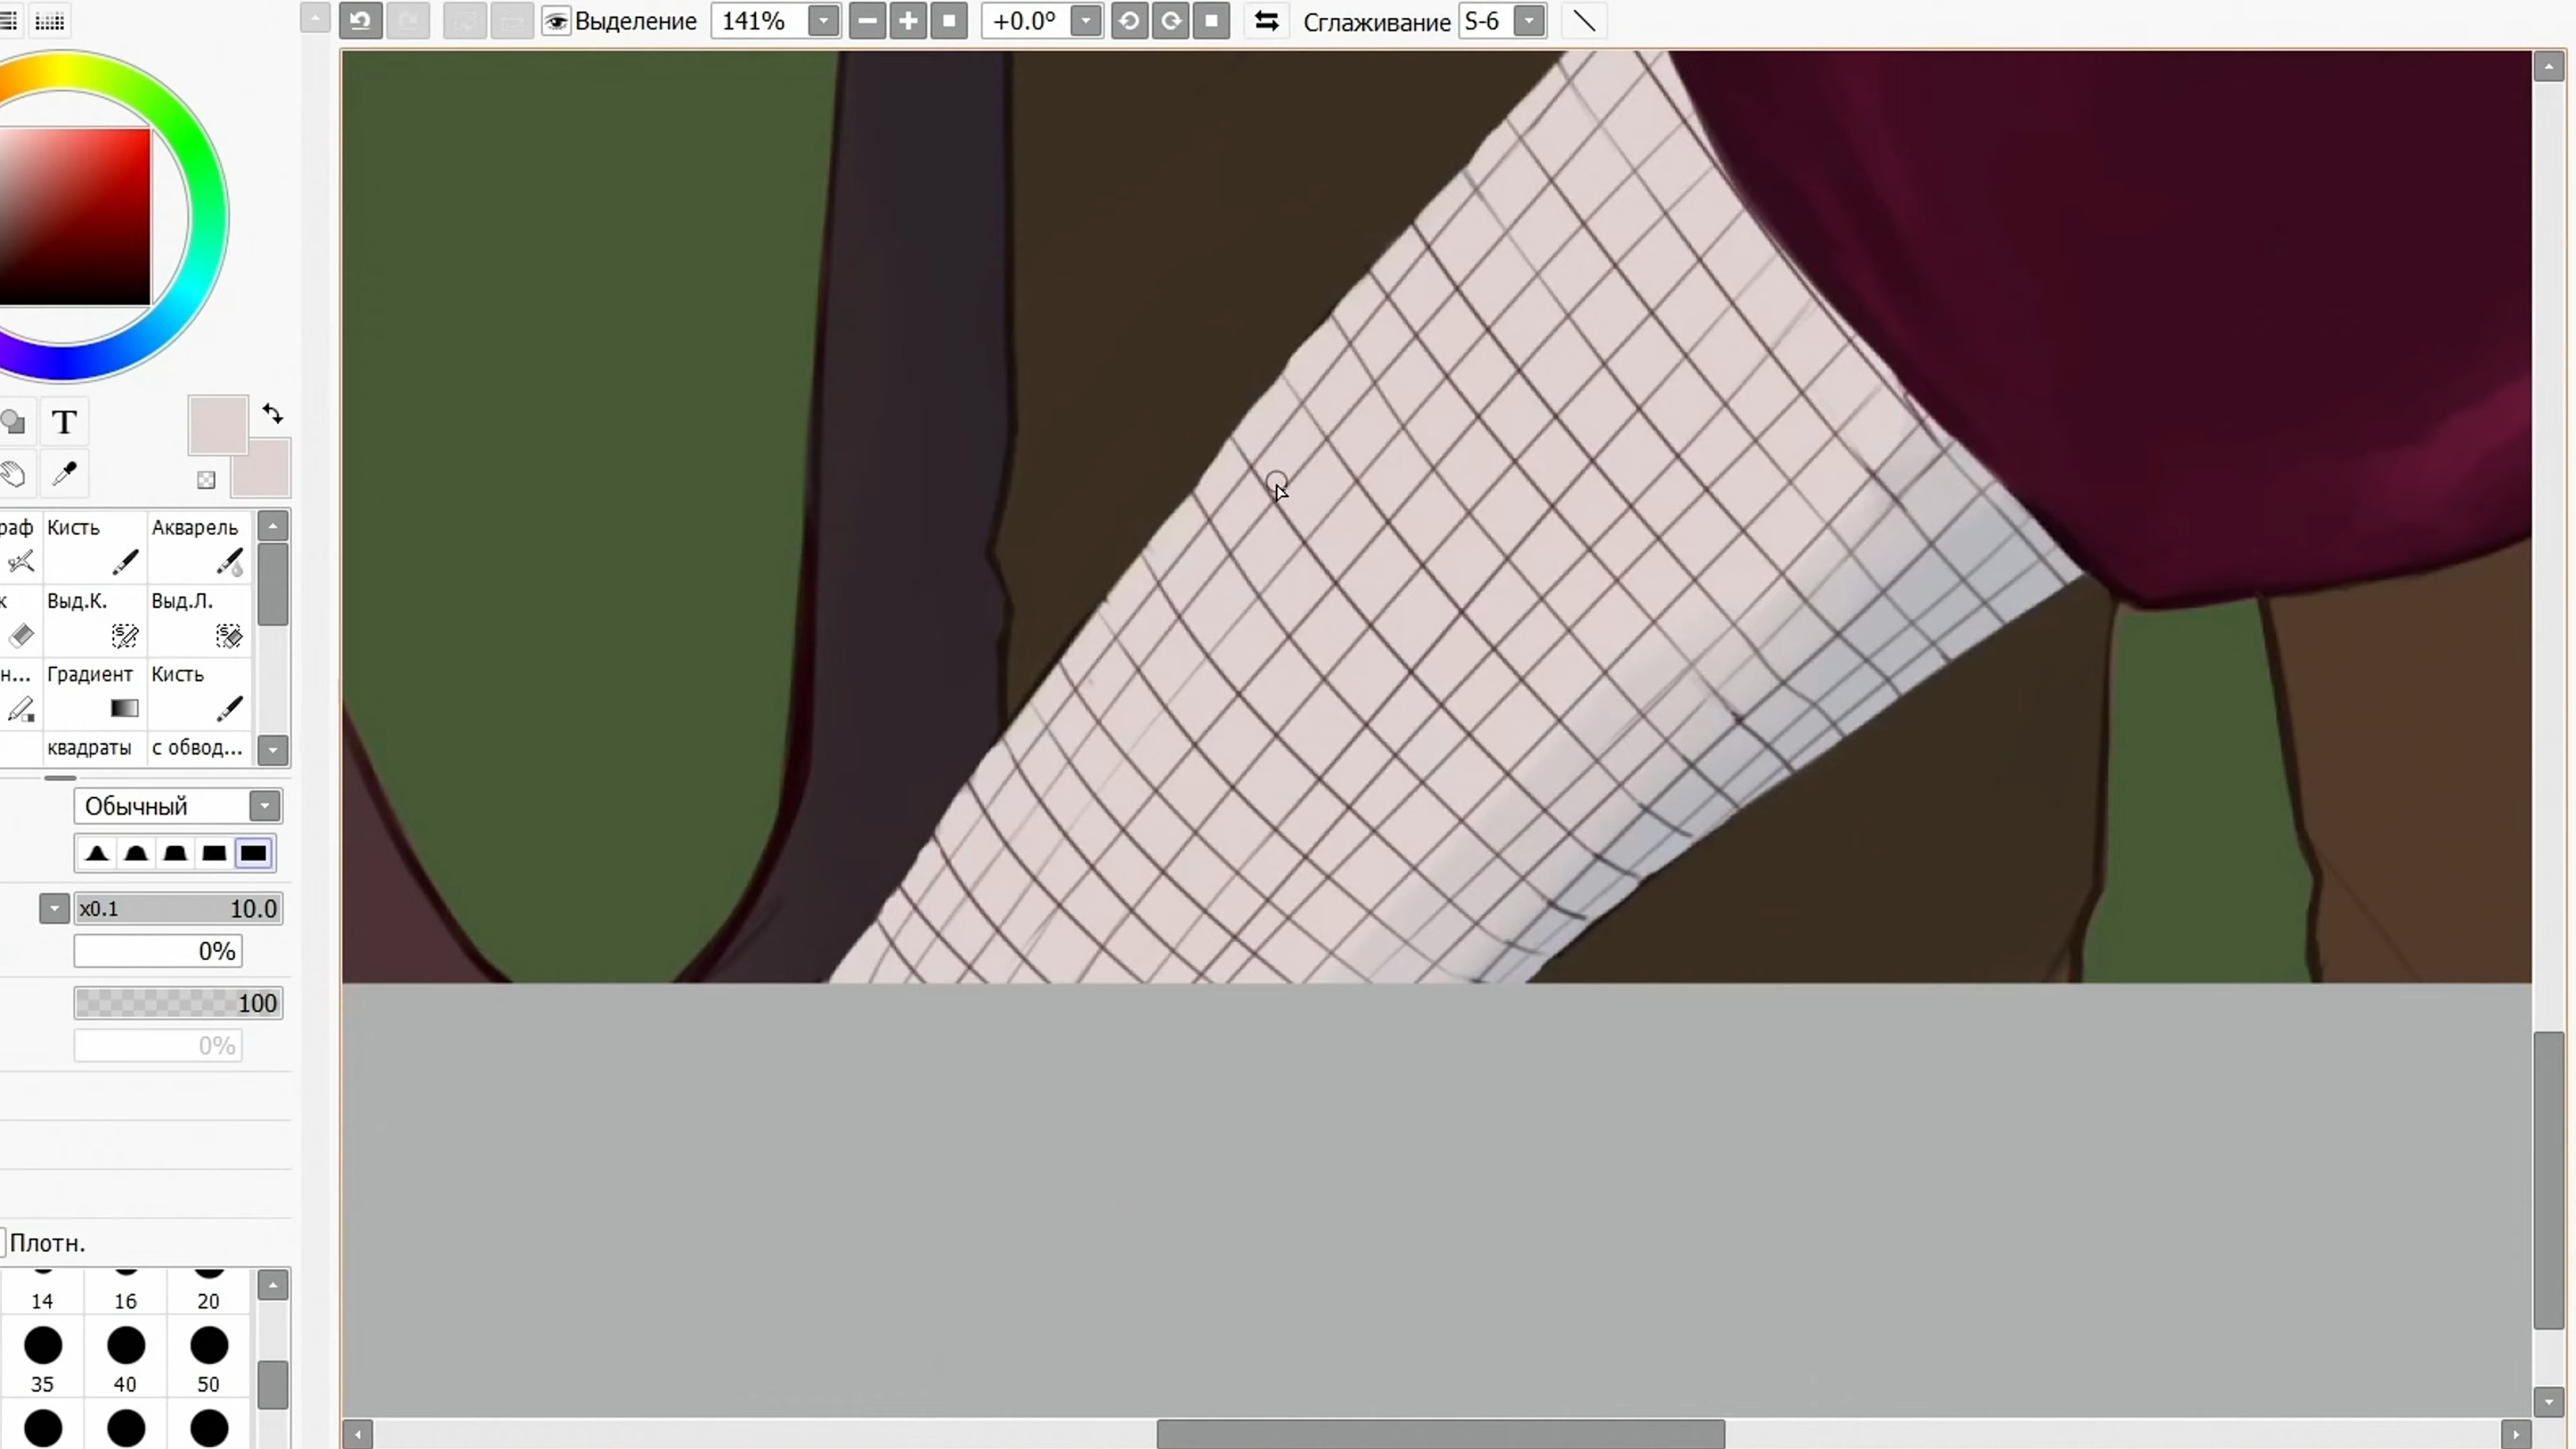 Выделение 141% +0.0° Сглаживание S-6
T
раф Кисть Акварель
к Выд.К. Выд.Л.
н... Градиент Кисть
квадраты с обвод...
Обычный
x0.1 10.0
0%
100
0%
Плотн.
14 16 20
35 40 50